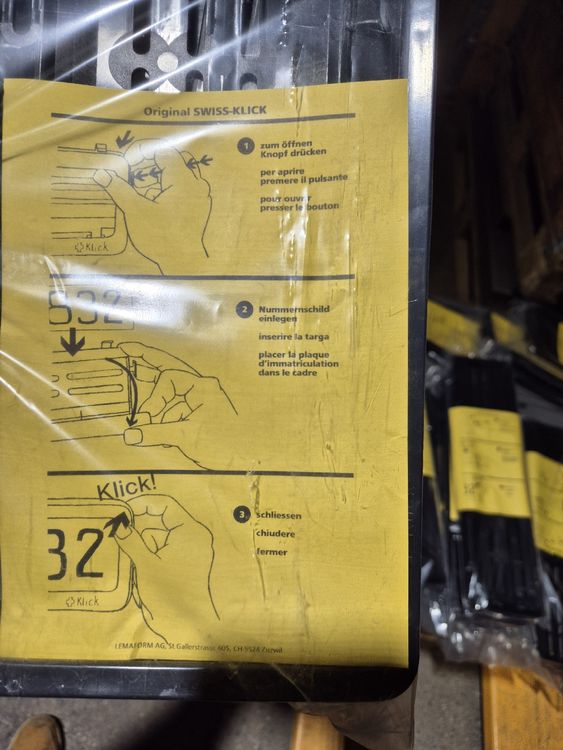 Original SWISS-KLICK
1
zum öffnen
Knopf drücken
per aprire
premere il pulsante
pour ouvrir
presser le bouton
Klick
532
2
Nummernschild
einlegen
inserire la targa
placer la plaque
d'immatriculation
dans le cadre
Klick!
3
schliessen
chiudere
fermer
32
Klick
LEMAFORM AG, St Gallerstrasse 605, CH-9524 Zuzwil